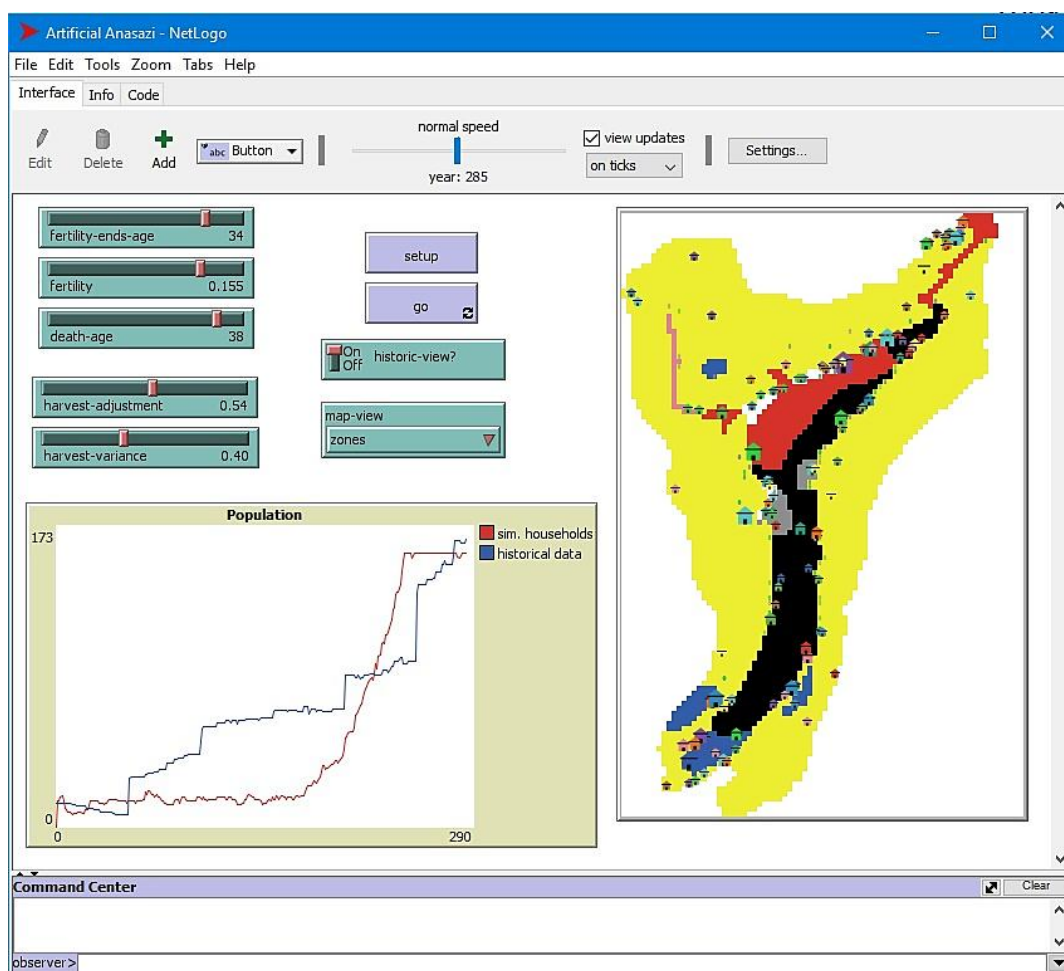 Artificial Anasazi - NetLogo
File Edit Tools Zoom Tabs Help
Interface Info Code
Edit Delete Add abc Button normal speed view updates Settings...
year: 285 on ticks
fertility-ends-age 34
fertility 0.155
death-age 38
harvest-adjustment 0.54
harvest-variance 0.40
setup
go
On
Off
historic-view?
map-view
zones
Population
173
0
0 290
sim. households
historical data
Command Center Clear
observer>